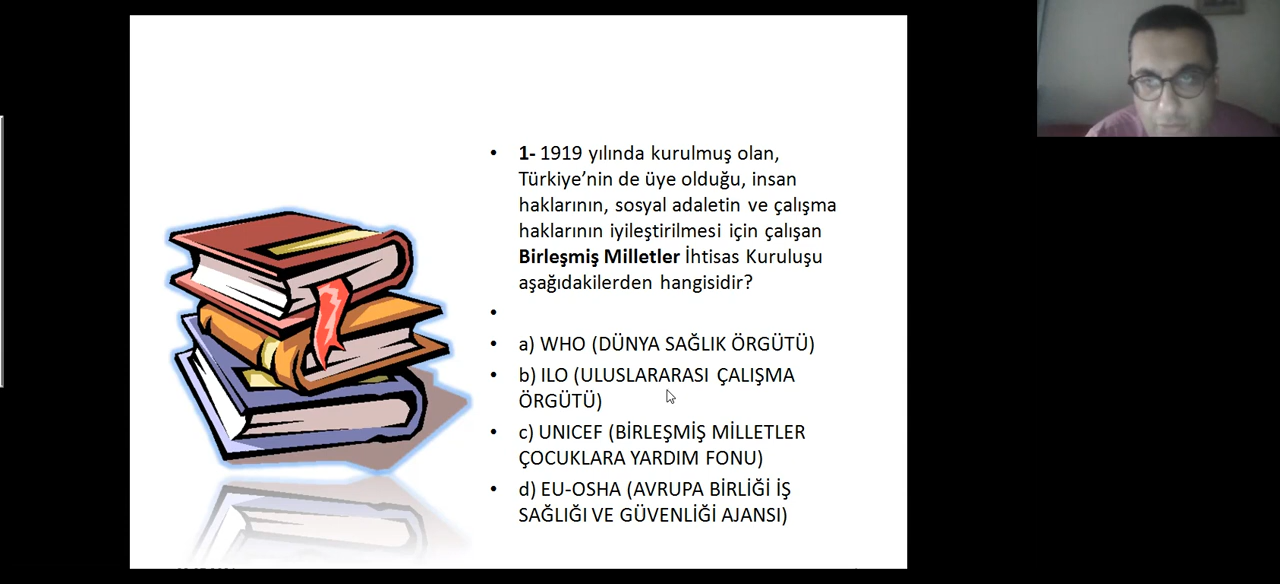 • 1- 1919 yılında kurulmuş olan,
Türkiye’nin de üye olduğu, insan
haklarının, sosyal adaletin ve çalışma
haklarının iyileştirilmesi için çalışan
Birleşmiş Milletler İhtisas Kuruluşu
aşağıdakilerden hangisidir?
•
• a) WHO (DÜNYA SAĞLIK ÖRGÜTÜ)
• b) ILO (ULUSLARARASI ÇALIŞMA
ÖRGÜTÜ)
• c) UNICEF (BİRLEŞMİŞ MİLLETLER
ÇOCUKLARA YARDIM FONU)
• d) EU-OSHA (AVRUPA BİRLİĞİ İŞ
SAĞLIĞI VE GÜVENLİĞİ AJANSI)